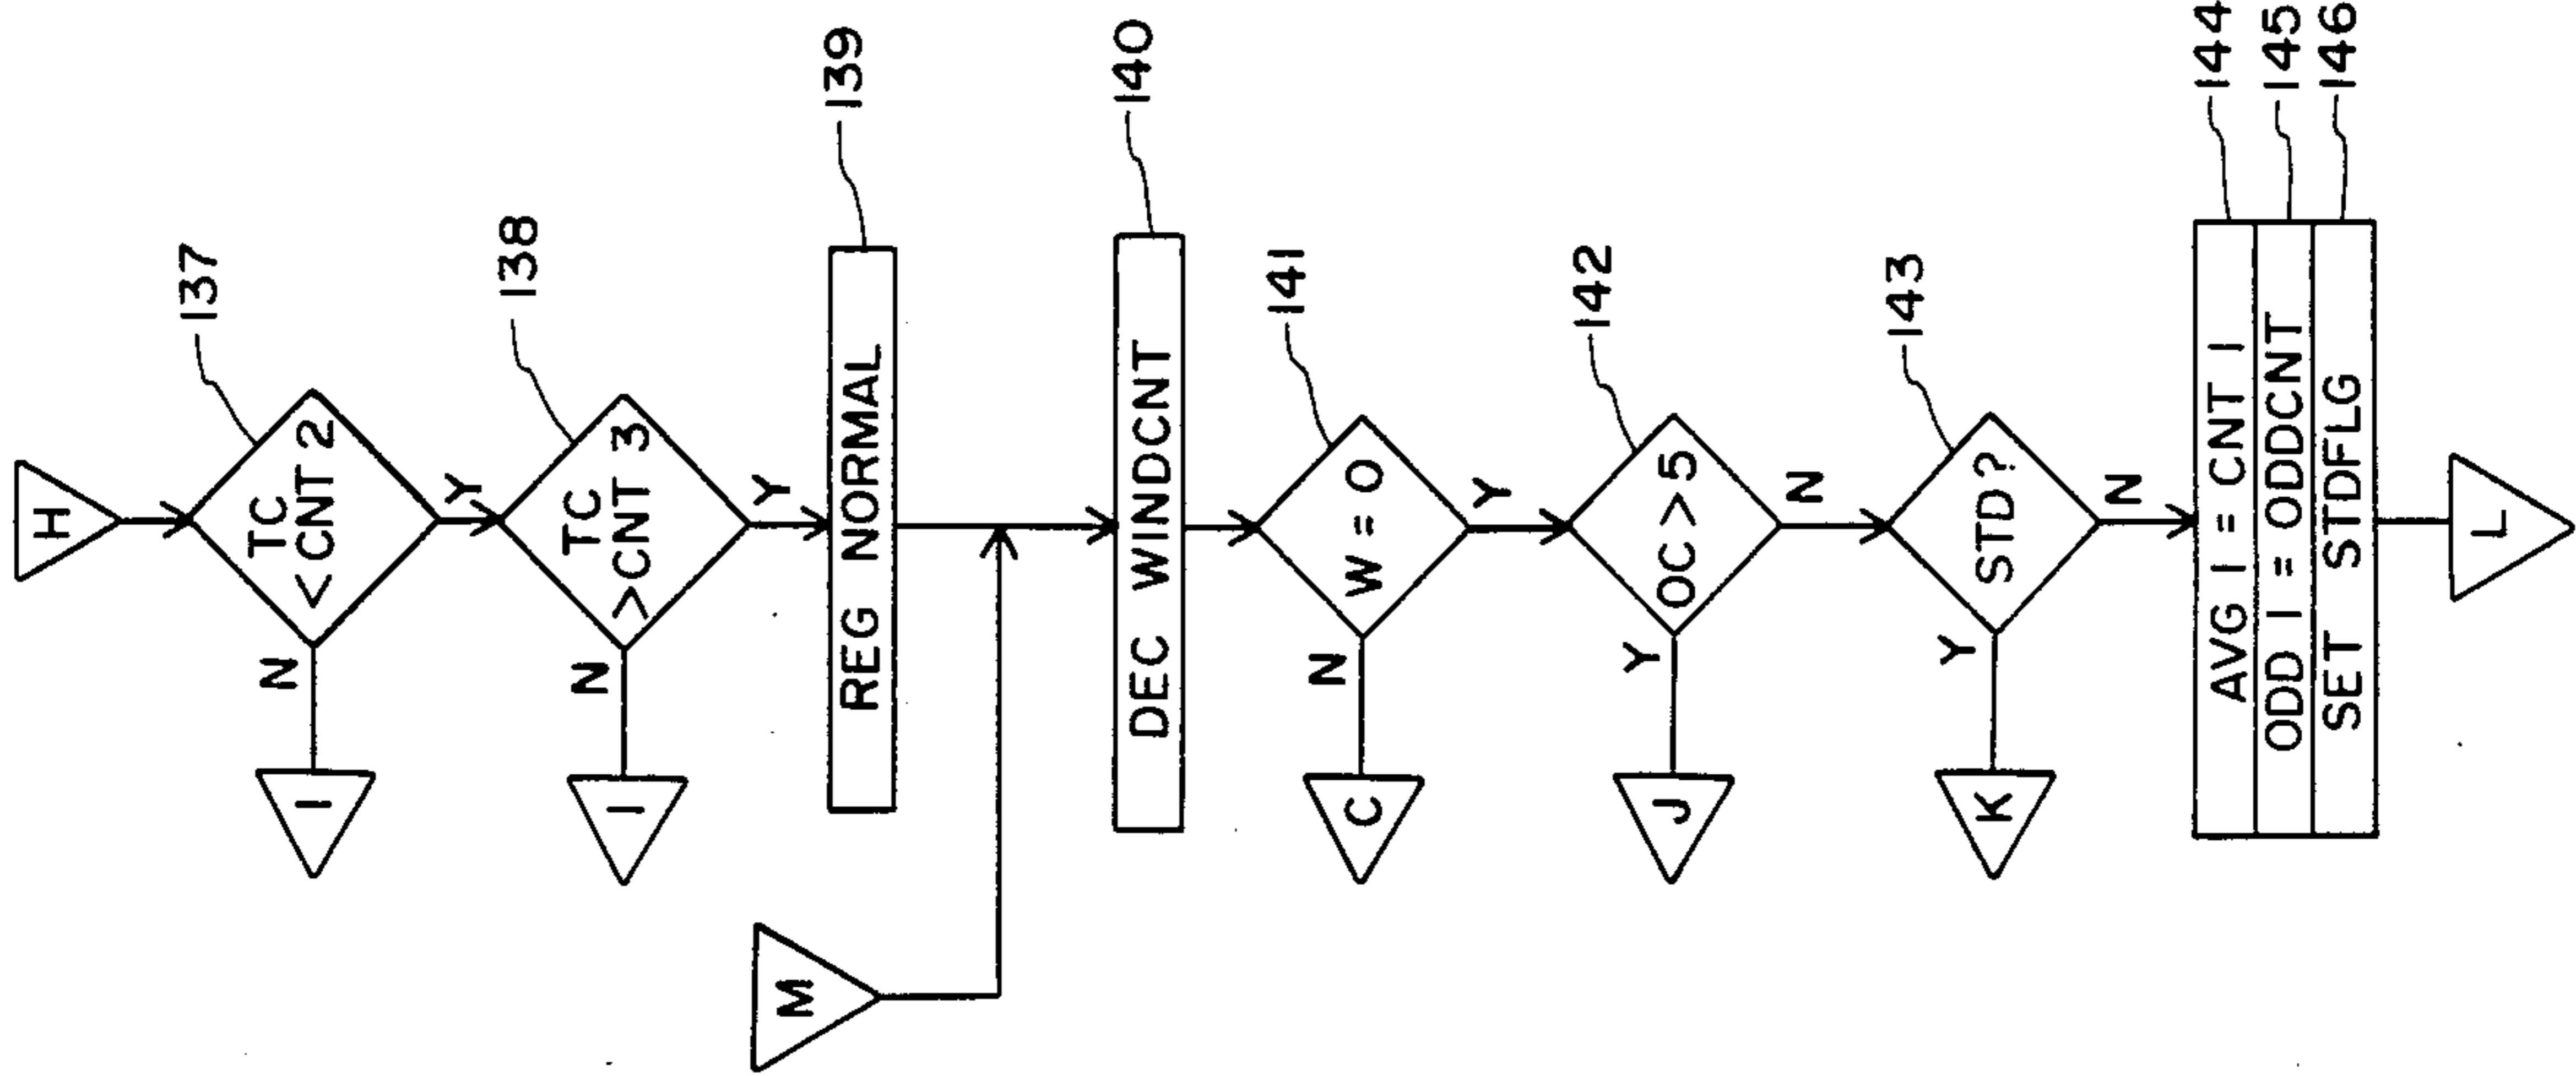 H
137
TC
< CNT 2
N
Y
I
138
TC
> CNT 3
N
Y
I
139
REG NORMAL
M
140
DEC WINDCNT
141
W = O
N
Y
C
142
OC > 5
Y
N
J
143
STD ?
Y
N
K
AVG I = CNT I
144
ODD I = ODDCNT
145
SET STDFLG
146
L